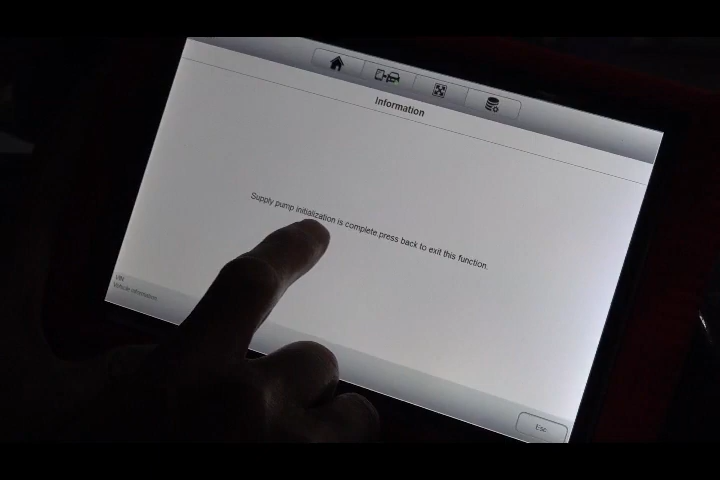 Information
Supply pump initialization is complete,press back to exit this function.
VIN
Vehicle information
Esc